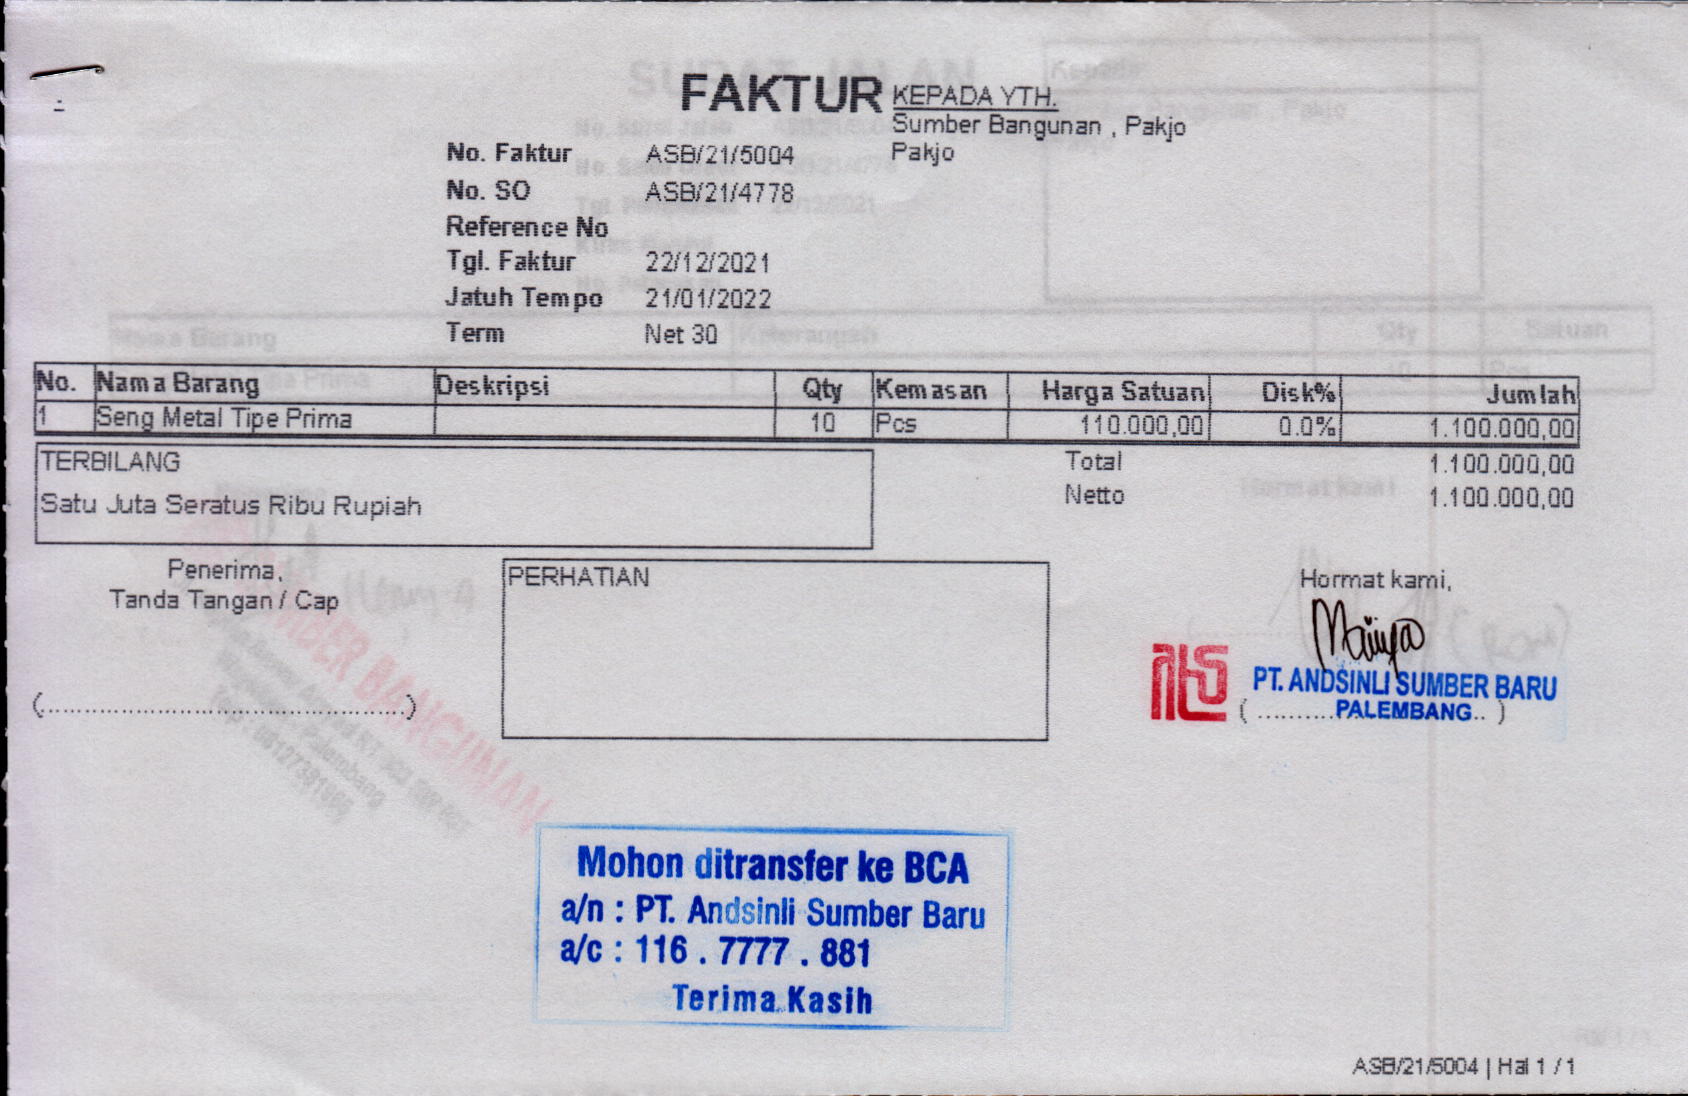 FAKTUR
KEPADA YTH.
Sumber Bangunan , Pakjo
Pakjo
No. Faktur ASB/21/5004
No. SO ASB/21/4778
Reference No
Tgl. Faktur 22/12/2021
Jatuh Tempo 21/01/2022
Term Net 30
No. Nama Barang Deskripsi Qty Kemasan Harga Satuan Disk% Jumlah
1 Seng Metal Tipe Prima 10 Pcs 110.000,00 0.0% 1.100.000,00
TERBILANG
Satu Juta Seratus Ribu Rupiah
Total 1.100.000,00
Netto 1.100.000,00
Penerima,
Tanda Tangan / Cap
(....................................................)
PERHATIAN
Hormat kami,
PT. ANDSINLI SUMBER BARU
( ...........PALEMBANG.. )
Mohon ditransfer ke BCA
a/n : PT. Andsinli Sumber Baru
a/c : 116 . 7777 . 881
Terima Kasih
ASB/21/5004 | Hal 1 / 1